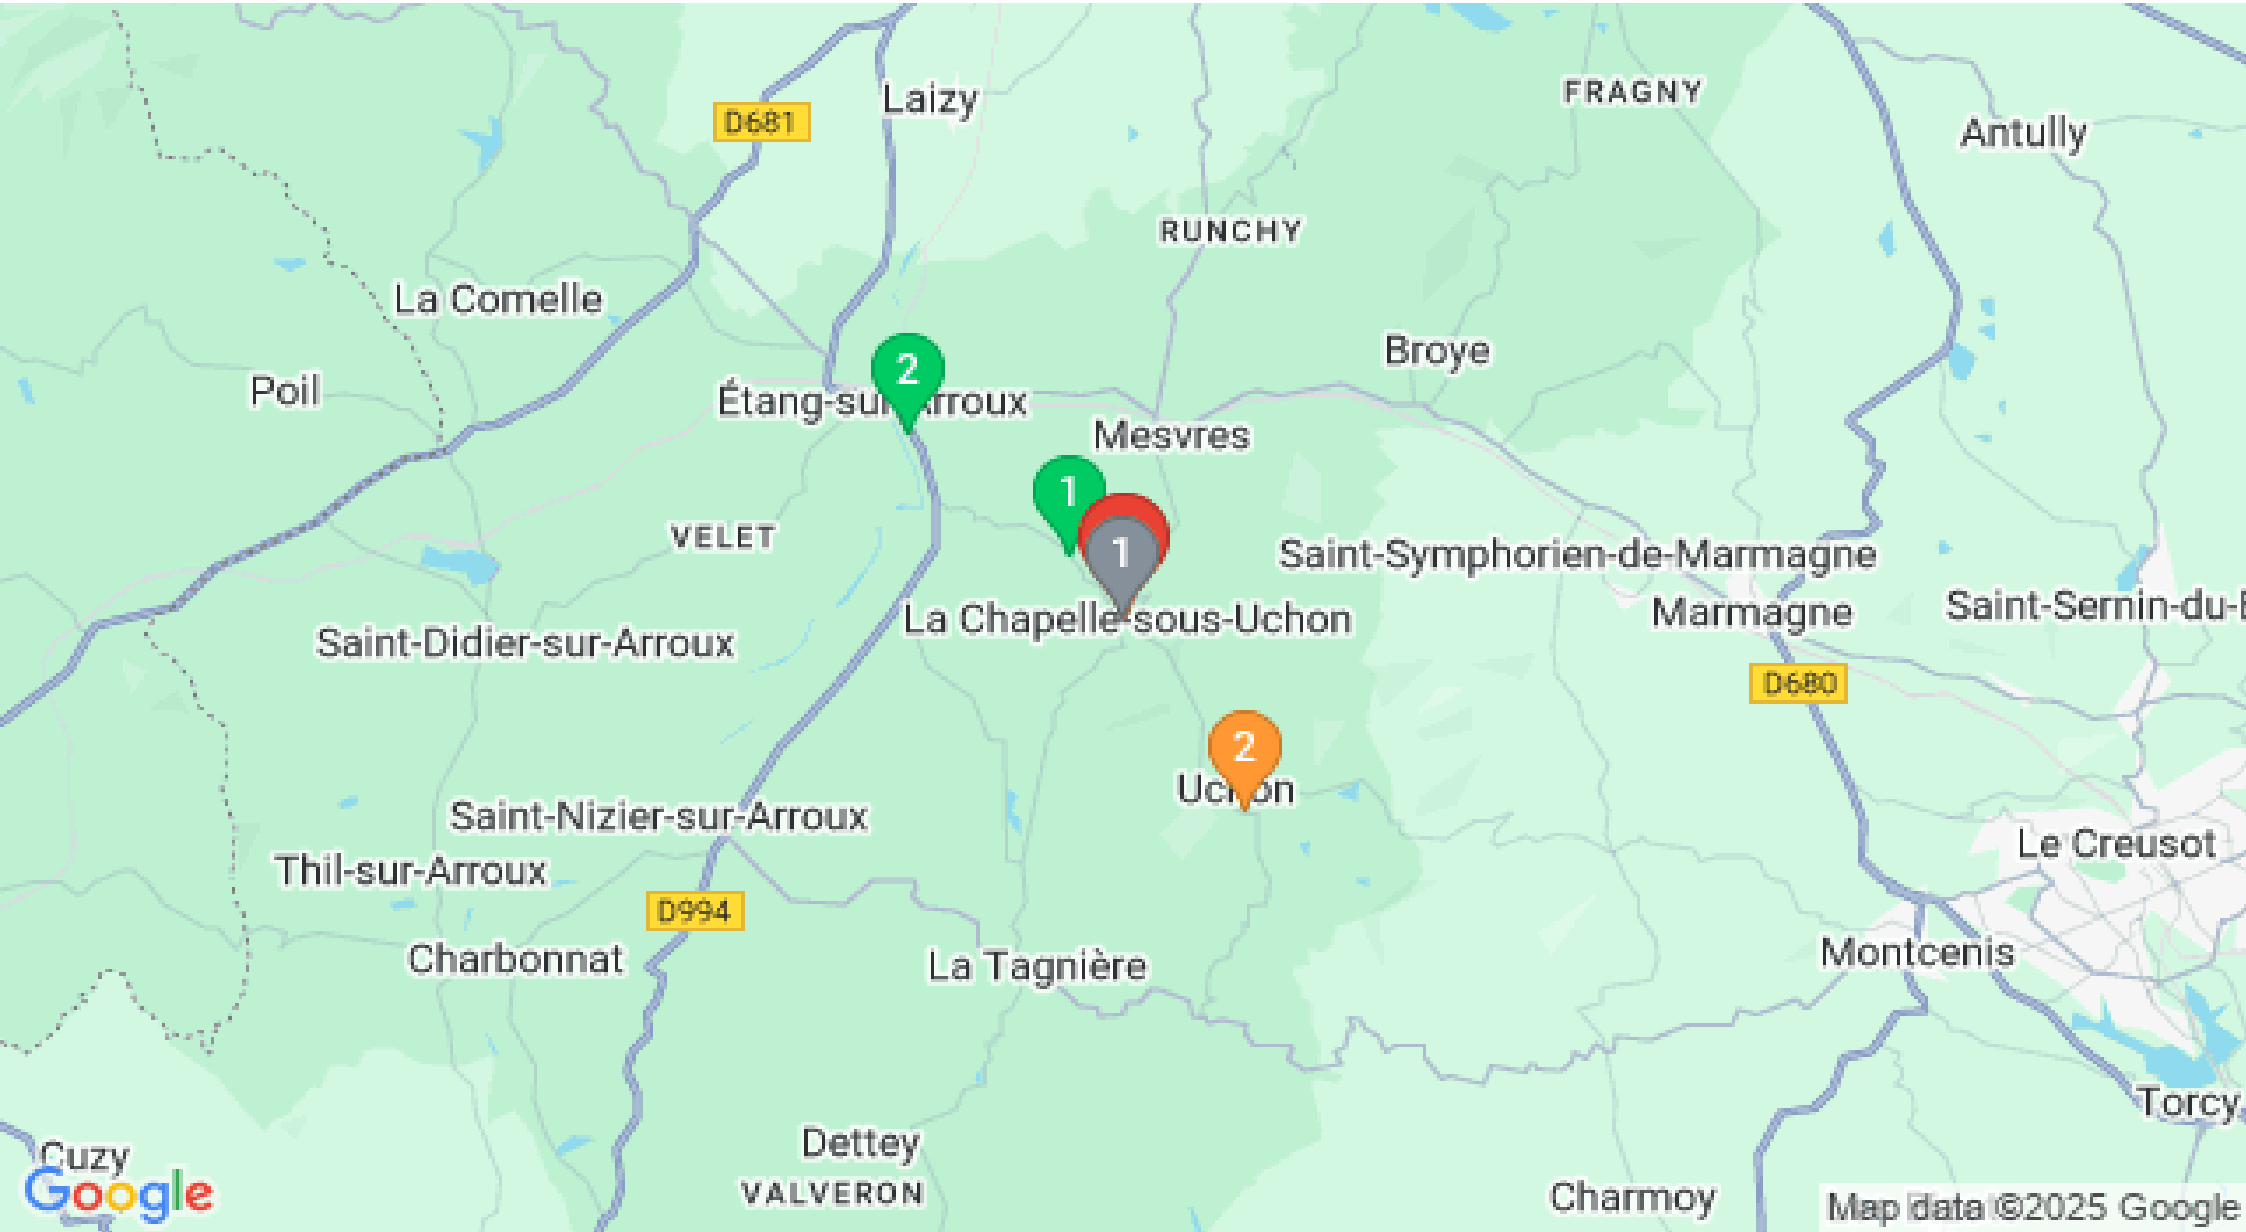 Laizy
FRAGNY
D681
Antully
RUNCHY
La Comelle
Broye
2
Poil
Étang-sur-Arroux
Mesvres
1
VELET
1
Saint-Symphorien-de-Marmagne
Saint-Sernin-du-B
Marmagne
La Chapelle-sous-Uchon
Saint-Didier-sur-Arroux
D680
2
Uchon
Saint-Nizier-sur-Arroux
Le Creusot
Thil-sur-Arroux
D994
Montcenis
Charbonnat
La Tagnière
Torcy
Dettey
Cuzy
VALVERON
Google
Charmoy
Map data ©2025 Google